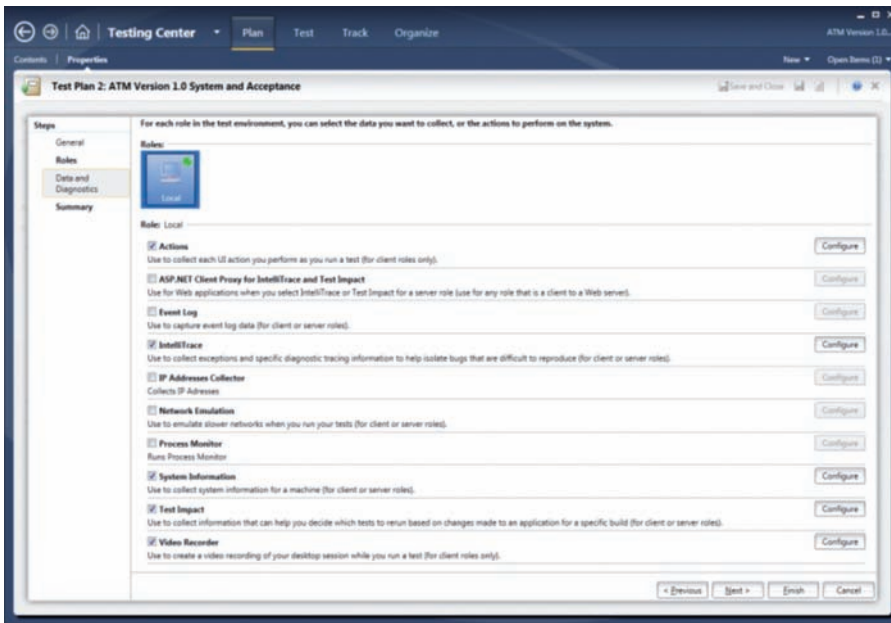 Testing Center
Plan
Test
Track
Organize
ATM Version 1.0..
Contents
Properties
New
Open Items (1)
Test Plan 2: ATM Version 1.0 System and Acceptance
Save and Close
Steps
General
Roles
Data and
Diagnostics
Summary
For each role in the test environment, you can select the data you want to collect, or the actions to perform on the system.
Roles:
Local
Role: Local
Actions
Configure
Use to collect each UI action you perform as you run a test (for client roles only).
ASP.NET Client Proxy for IntelliTrace and Test Impact
Configure
Use for Web applications when you select IntelliTrace or Test Impact for a server role (use for any role that is a client to a Web server).
Event Log
Configure
Use to capture event log data (for client or server roles).
IntelliTrace
Configure
Use to collect exceptions and specific diagnostic tracing information to help isolate bugs that are difficult to reproduce (for client or server roles).
IP Addresses Collector
Configure
Collects IP Adresses
Network Emulation
Configure
Use to emulate slower networks when you run your tests (for client or server roles).
Process Monitor
Configure
Runs Process Monitor
System Information
Configure
Use to collect system information for a machine (for client or server roles).
Test Impact
Configure
Use to collect information that can help you decide which tests to rerun based on changes made to an application for a specific build (for client or server roles).
Video Recorder
Configure
Use to create a video recording of your desktop session while you run a test (for client roles only).
< Previous
Next >
Finish
Cancel